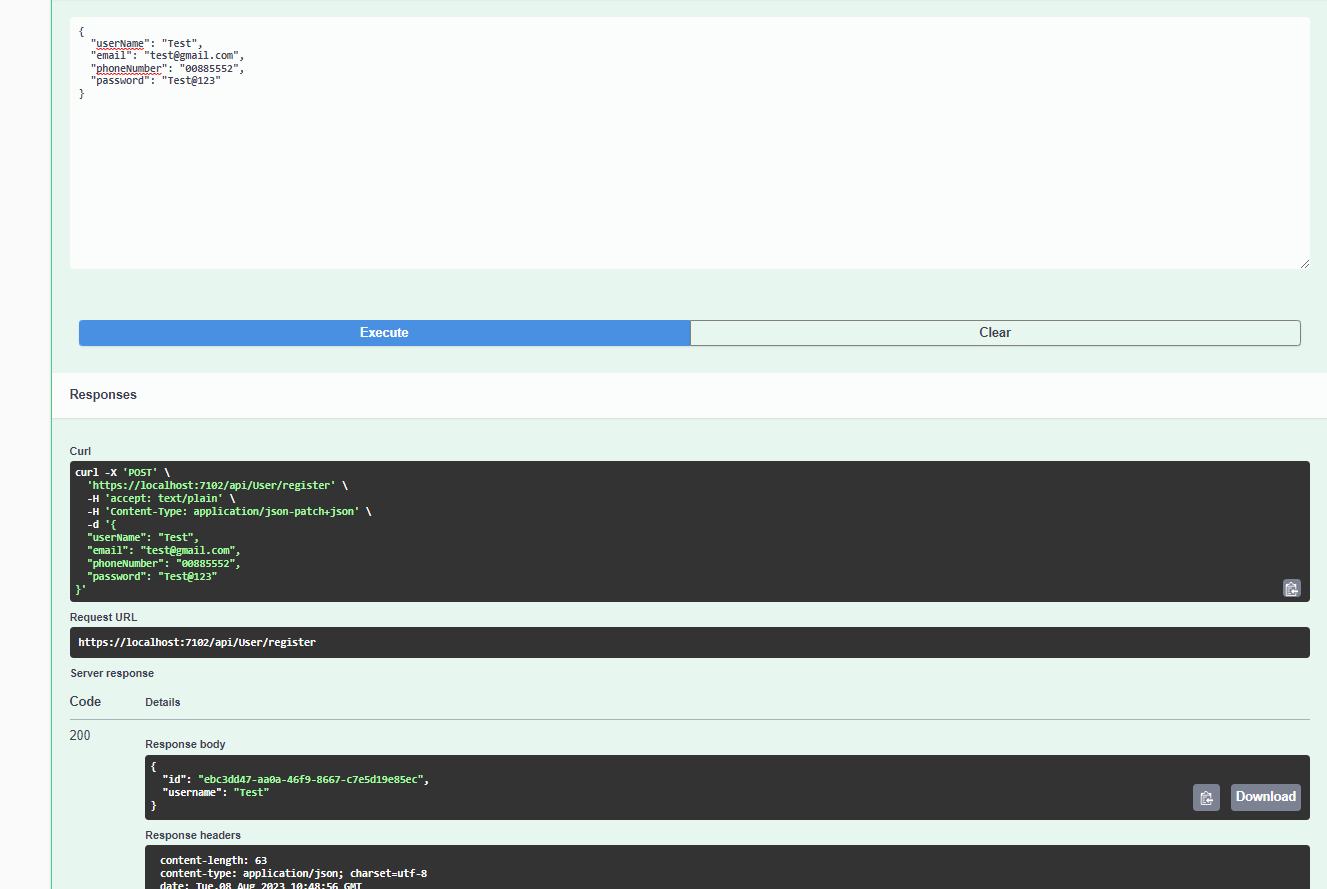 {
"userName": "Test",
"email": "test@gmail.com",
"phoneNumber": "00885552",
"password": "Test@123"
}
Execute
Clear
Responses
Curl
curl -X 'POST' \
'https://localhost:7102/api/User/register' \
-H 'accept: text/plain' \
-H 'Content-Type: application/json-patch+json' \
-d '{
"userName": "Test",
"email": "test@gmail.com",
"phoneNumber": "00885552",
"password": "Test@123"
}'
Request URL
https://localhost:7102/api/User/register
Server response
Code Details
200
Response body
{
"id": "ebc3dd47-aa0a-46f9-8667-c7e5d19e85ec",
"username": "Test"
}
Download
Response headers
content-length: 63
content-type: application/json; charset=utf-8
date: Tue,08 Aug 2023 10:48:56 GMT